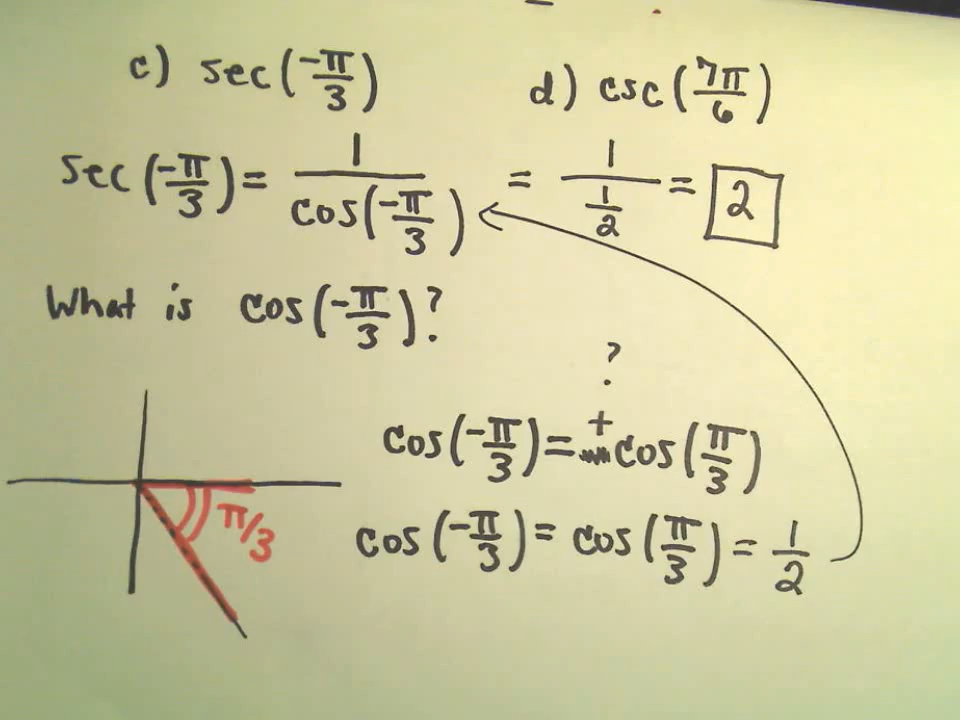 c) sec(-π/3)
d) csc(7π/6)
sec(-π/3) = 1/cos(-π/3) = 1/(1/2) = 2
What is cos(-π/3)?
?
cos(-π/3) = + cos(π/3)
cos(-π/3) = cos(π/3) = 1/2
π/3